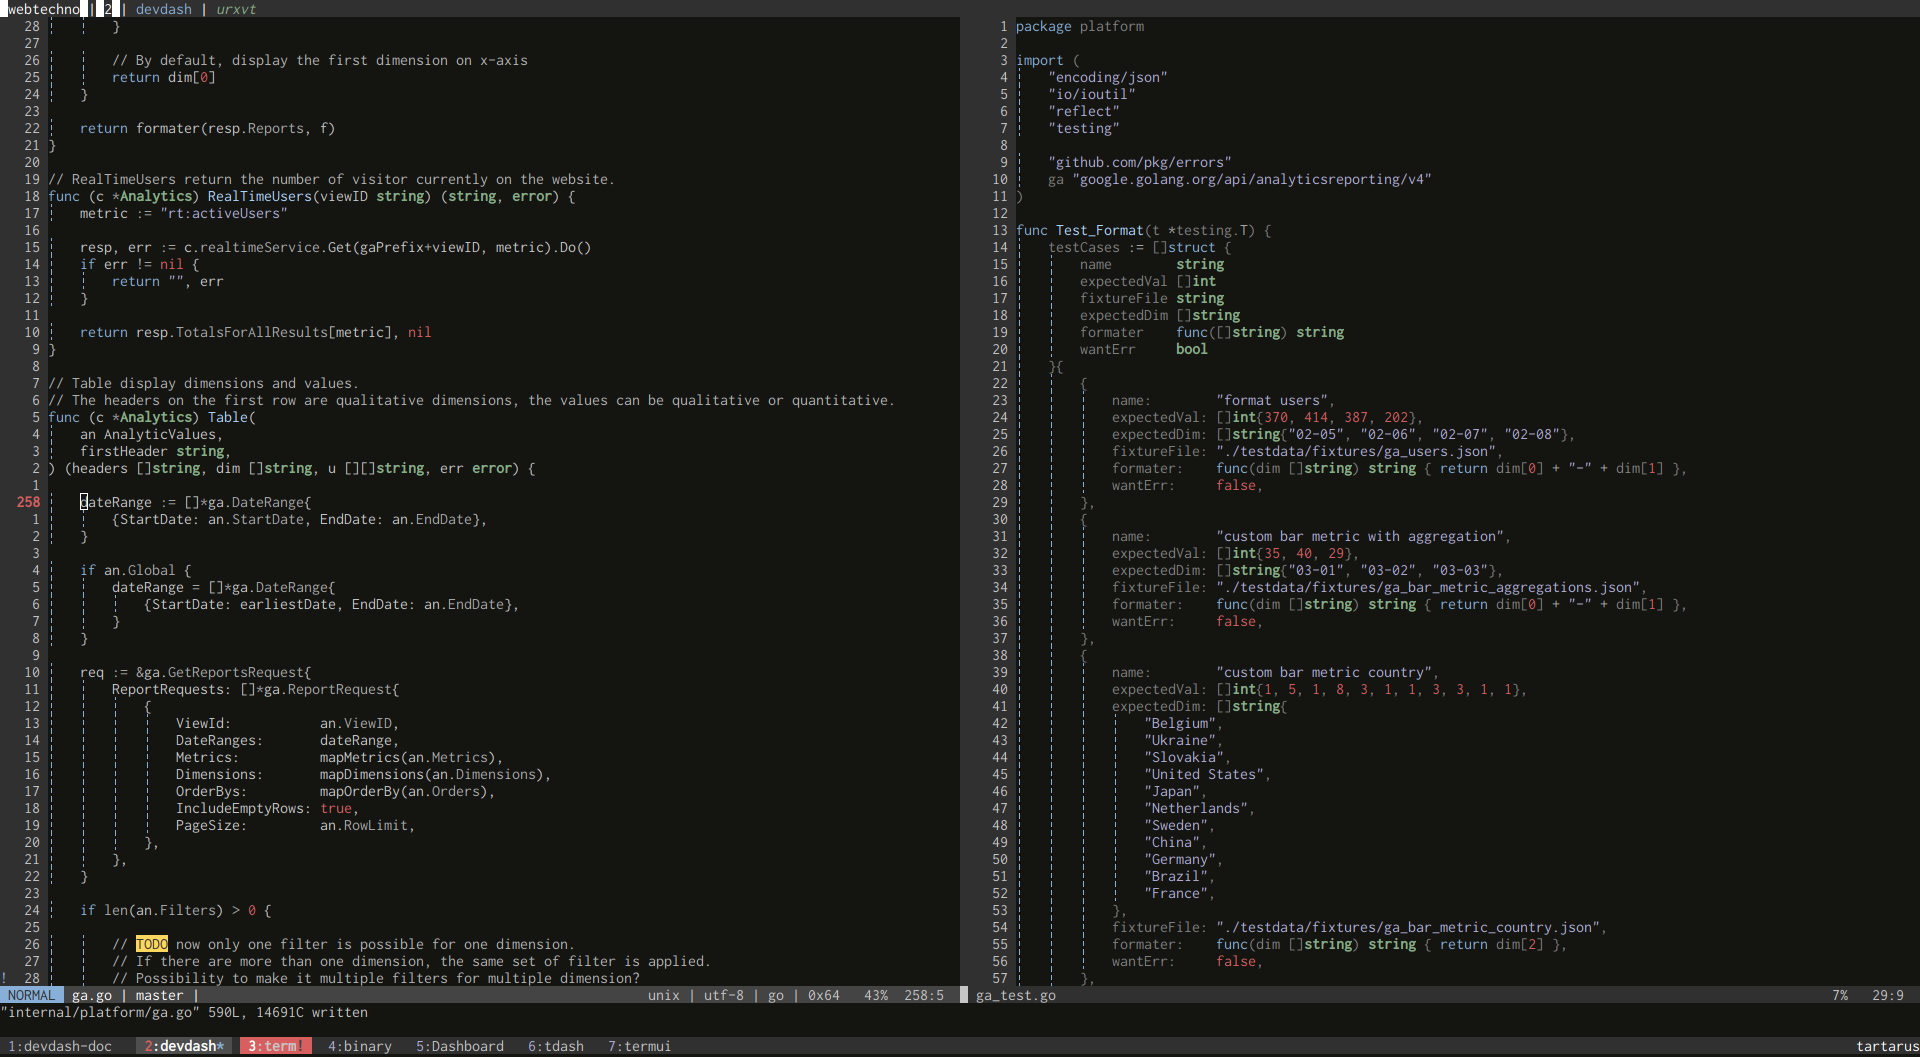 webtechno | 2 | devdash | urxvt
28 }
27
26 // By default, display the first dimension on x-axis
25 return dim[0]
24 }
23
22 return formater(resp.Reports, f)
21 }
20
19 // RealTimeUsers return the number of visitor currently on the website.
18 func (c *Analytics) RealTimeUsers(viewID string) (string, error) {
17 metric := "rt:activeUsers"
16
15 resp, err := c.realtimeService.Get(gaPrefix+viewID, metric).Do()
14 if err != nil {
13 return "", err
12 }
11
10 return resp.TotalsForAllResults[metric], nil
9 }
8
7 // Table display dimensions and values.
6 // The headers on the first row are qualitative dimensions, the values can be qualitative or quantitative.
5 func (c *Analytics) Table(
4 an AnalyticValues,
3 firstHeader string,
2 ) (headers []string, dim []string, u [][]string, err error) {
1
258 dateRange := []*ga.DateRange{
1 {StartDate: an.StartDate, EndDate: an.EndDate},
2 }
3
4 if an.Global {
5 dateRange = []*ga.DateRange{
6 {StartDate: earliestDate, EndDate: an.EndDate},
7 }
8 }
9
10 req := &ga.GetReportsRequest{
11 ReportRequests: []*ga.ReportRequest{
12 {
13 ViewId: an.ViewID,
14 DateRanges: dateRange,
15 Metrics: mapMetrics(an.Metrics),
16 Dimensions: mapDimensions(an.Dimensions),
17 OrderBys: mapOrderBy(an.Orders),
18 IncludeEmptyRows: true,
19 PageSize: an.RowLimit,
20 },
21 },
22 }
23
24 if len(an.Filters) > 0 {
25
26 // TODO now only one filter is possible for one dimension.
27 // If there are more than one dimension, the same set of filter is applied.
! 28 // Possibility to make it multiple filters for multiple dimension?
NORMAL ga.go | master | unix | utf-8 | go | 0x64 43% 258:5
1 package platform
2
3 import (
4 "encoding/json"
5 "io/ioutil"
6 "reflect"
7 "testing"
8
9 "github.com/pkg/errors"
10 ga "google.golang.org/api/analyticsreporting/v4"
11 )
12
13 func Test_Format(t *testing.T) {
14 testCases := []struct {
15 name string
16 expectedVal []int
17 fixtureFile string
18 expectedDim []string
19 formater func([]string) string
20 wantErr bool
21 }{
22 {
23 name: "format users",
24 expectedVal: []int{370, 414, 387, 202},
25 expectedDim: []string{"02-05", "02-06", "02-07", "02-08"},
26 fixtureFile: "./testdata/fixtures/ga_users.json",
27 formater: func(dim []string) string { return dim[0] + "-" + dim[1] },
28 wantErr: false,
29 },
30 {
31 name: "custom bar metric with aggregation",
32 expectedVal: []int{35, 40, 29},
33 expectedDim: []string{"03-01", "03-02", "03-03"},
34 fixtureFile: "./testdata/fixtures/ga_bar_metric_aggregations.json",
35 formater: func(dim []string) string { return dim[0] + "-" + dim[1] },
36 wantErr: false,
37 },
38 {
39 name: "custom bar metric country",
40 expectedVal: []int{1, 5, 1, 8, 3, 1, 1, 3, 3, 1, 1},
41 expectedDim: []string{
42 "Belgium",
43 "Ukraine",
44 "Slovakia",
45 "United States",
46 "Japan",
47 "Netherlands",
48 "Sweden",
49 "China",
50 "Germany",
51 "Brazil",
52 "France",
53 },
54 fixtureFile: "./testdata/fixtures/ga_bar_metric_country.json",
55 formater: func(dim []string) string { return dim[2] },
56 wantErr: false,
57 },
ga_test.go 7% 29:9
"internal/platform/ga.go" 590L, 14691C written
1:devdash-doc 2:devdash* 3:term! 4:binary 5:Dashboard 6:tdash 7:termui tartarus